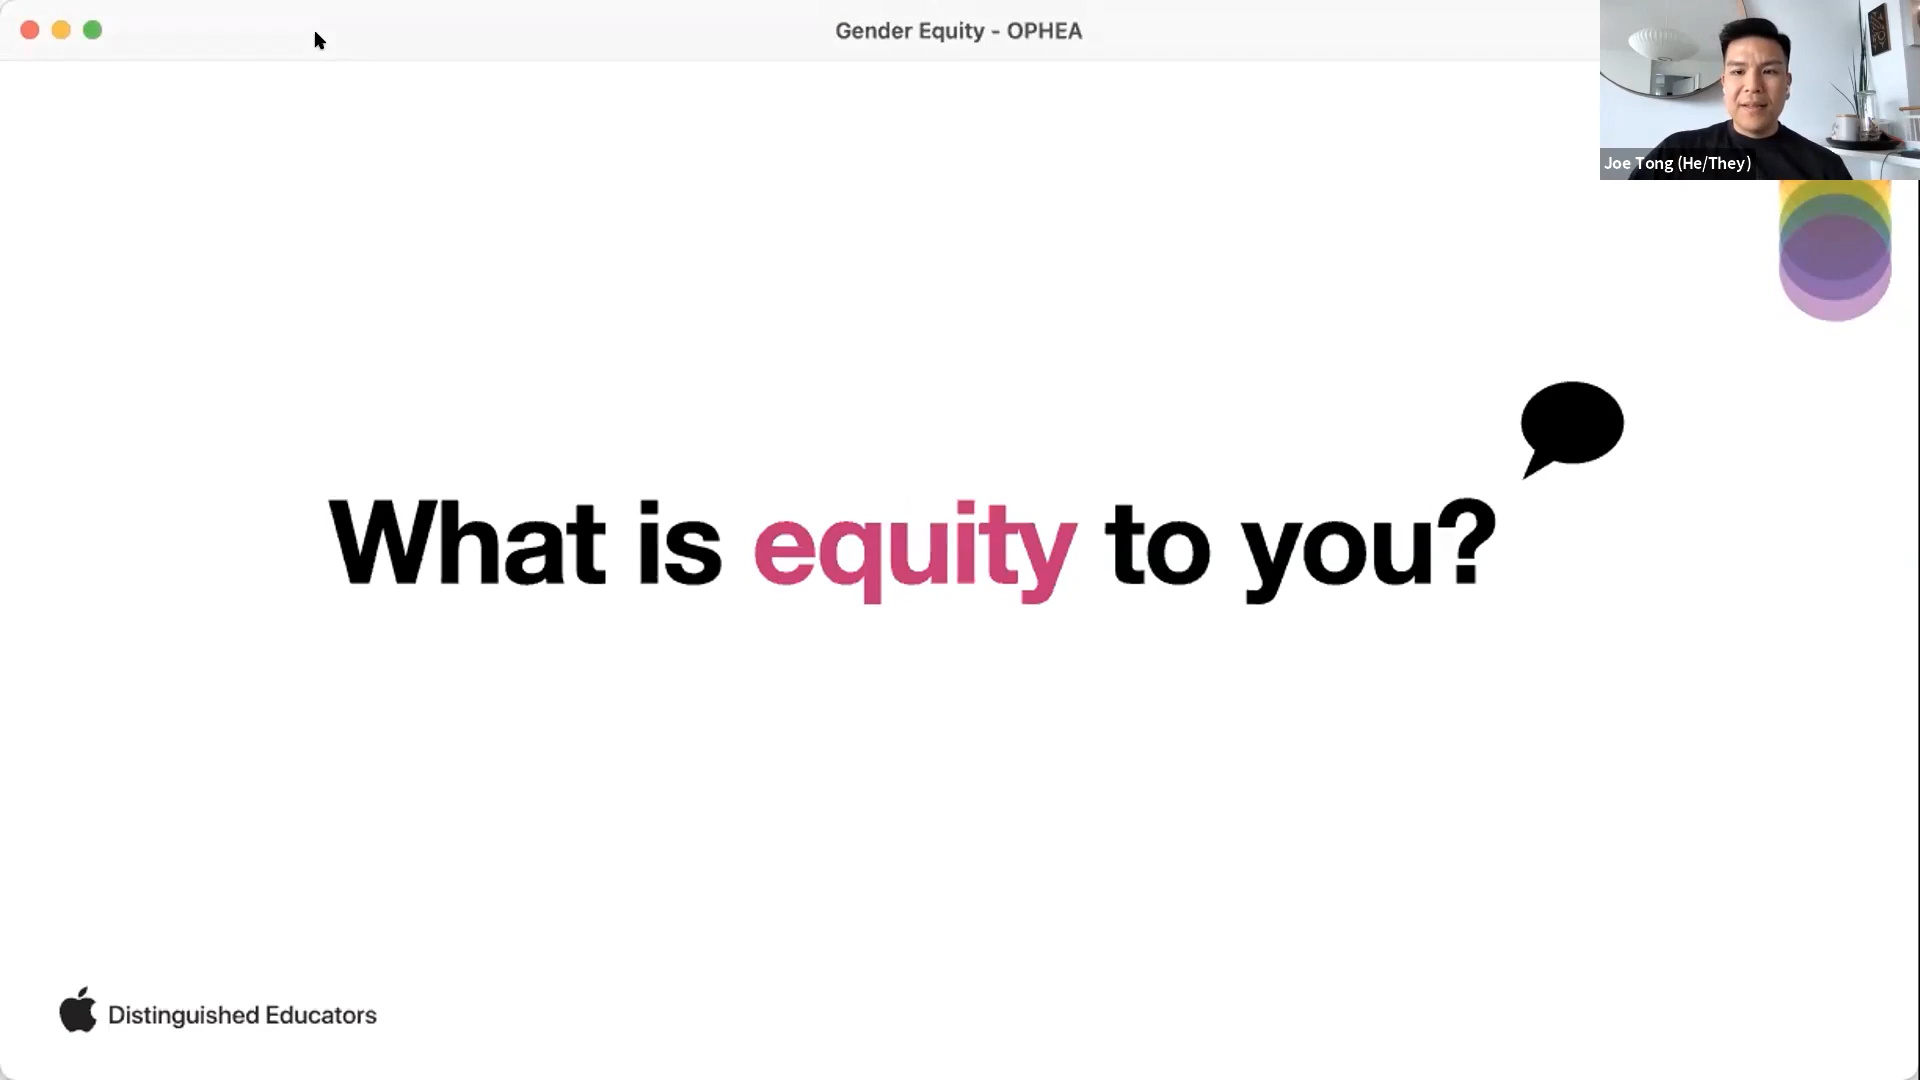 Gender Equity - OPHEA
Joe Tong (He/They)
What is equity to you?
Distinguished Educators